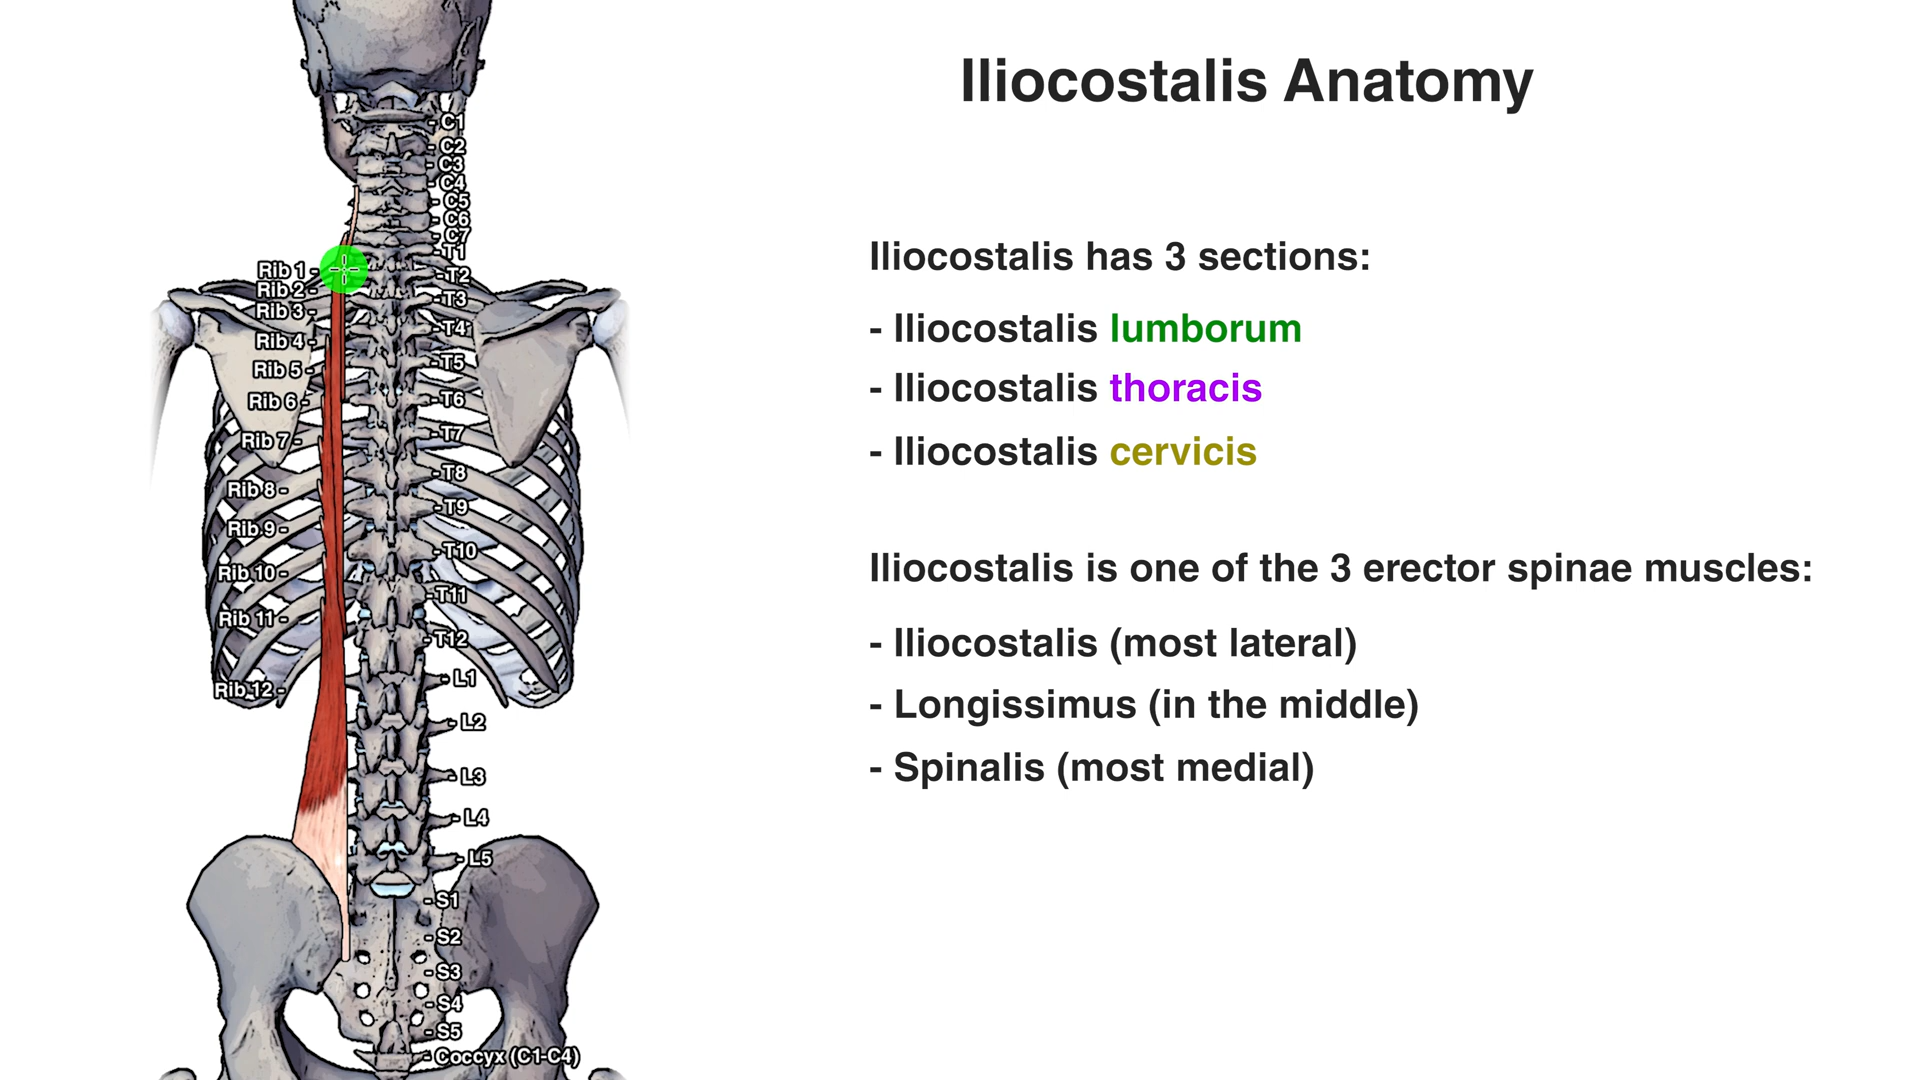 Iliocostalis Anatomy
Iliocostalis has 3 sections:
- Iliocostalis lumborum
- Iliocostalis thoracis
- Iliocostalis cervicis
Iliocostalis is one of the 3 erector spinae muscles:
- Iliocostalis (most lateral)
- Longissimus (in the middle)
- Spinalis (most medial)
- C1
- C2
- C3
- C4
- C5
- C6
- C7
- T1
- T2
- T3
- T4
- T5
- T6
- T7
- T8
- T9
- T10
- T11
- T12
- L1
- L2
- L3
- L4
- L5
- S1
- S2
- S3
- S4
- S5
- Coccyx (C1-C4)
Rib 1 -
Rib 2 -
Rib 3 -
Rib 4 -
Rib 5 -
Rib 6 -
Rib 7 -
Rib 8 -
Rib 9 -
Rib 10 -
Rib 11 -
Rib 12 -